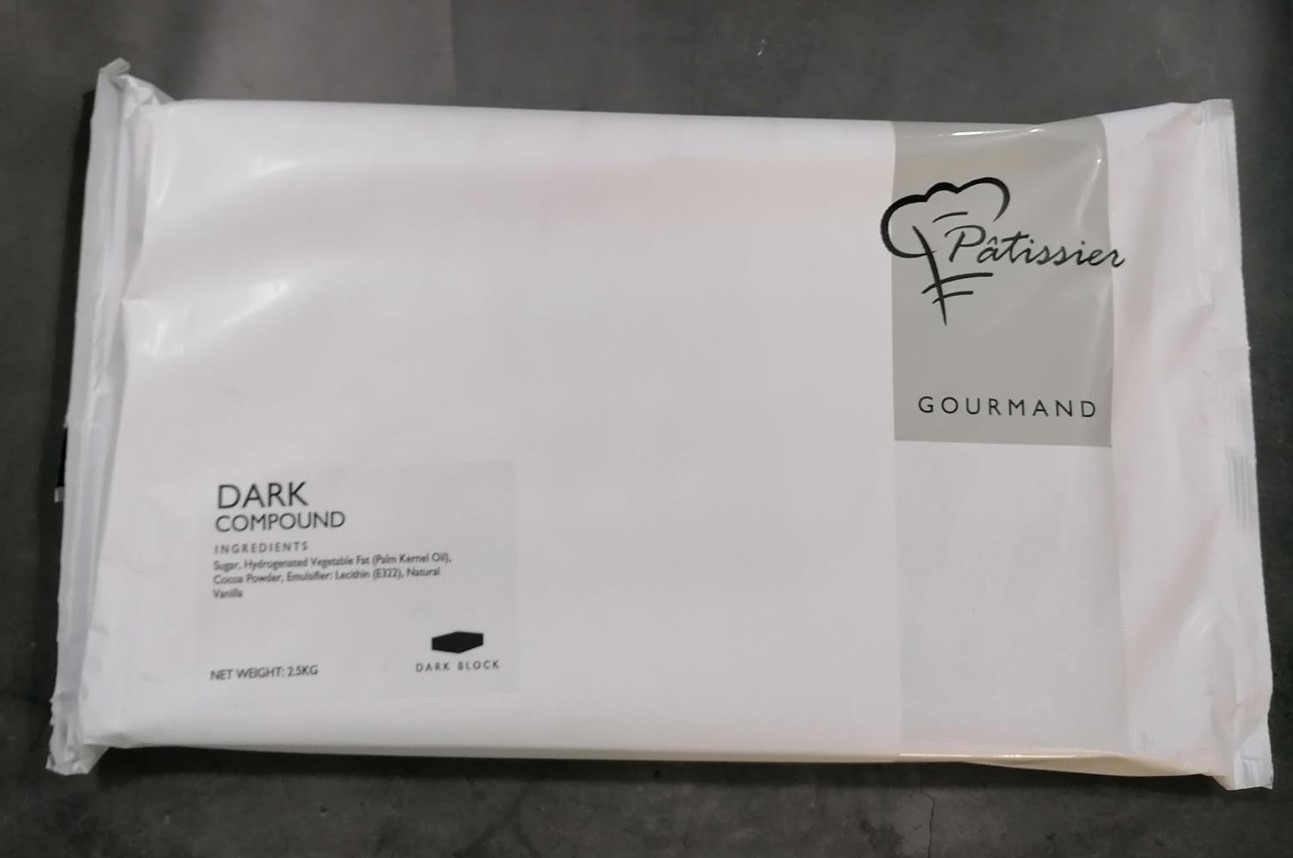 Pâtissier
GOURMAND
DARK
COMPOUND
INGREDIENTS
Sugar, Hydrogenated Vegetable Fat (Palm Kernel Oil),
Cocoa Powder, Emulsifier: Lecithin (E322), Natural
Vanilla
NET WEIGHT: 2.5KG
DARK BLOCK